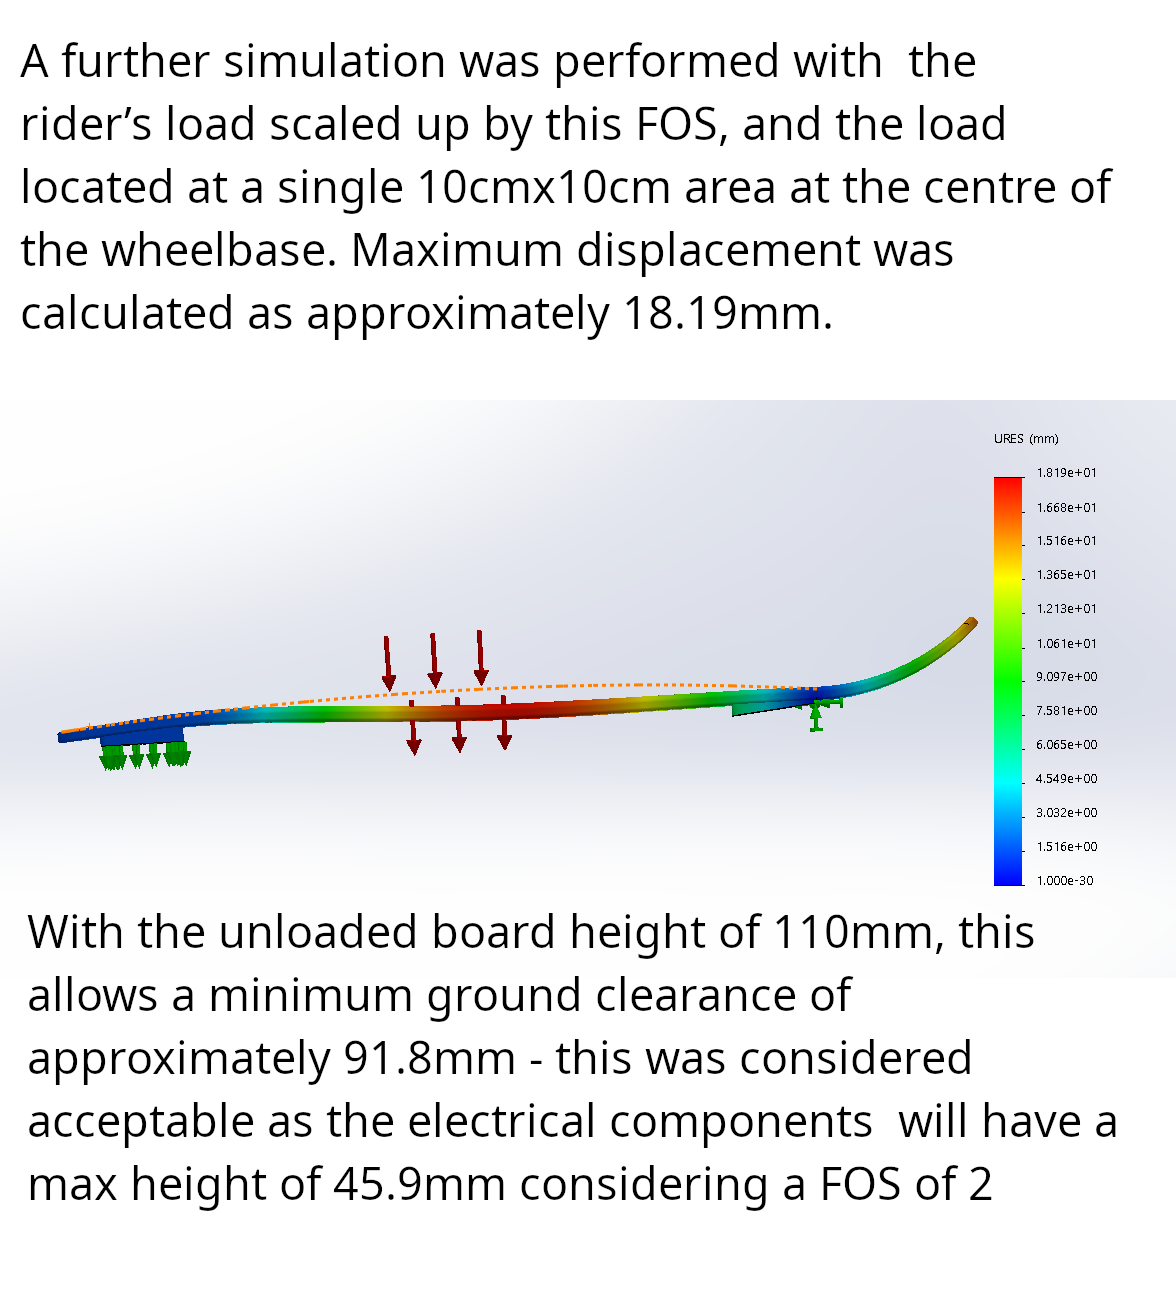 A further simulation was performed with  the
rider’s load scaled up by this FOS, and the load
located at a single 10cmx10cm area at the centre of
the wheelbase. Maximum displacement was
calculated as approximately 18.19mm.
URES (mm)
1.819e+01
1.668e+01
1.516e+01
1.365e+01
1.213e+01
1.061e+01
9.097e+00
7.581e+00
6.065e+00
4.549e+00
3.032e+00
1.516e+00
1.000e-30
With the unloaded board height of 110mm, this
allows a minimum ground clearance of
approximately 91.8mm - this was considered
acceptable as the electrical components  will have a
max height of 45.9mm considering a FOS of 2